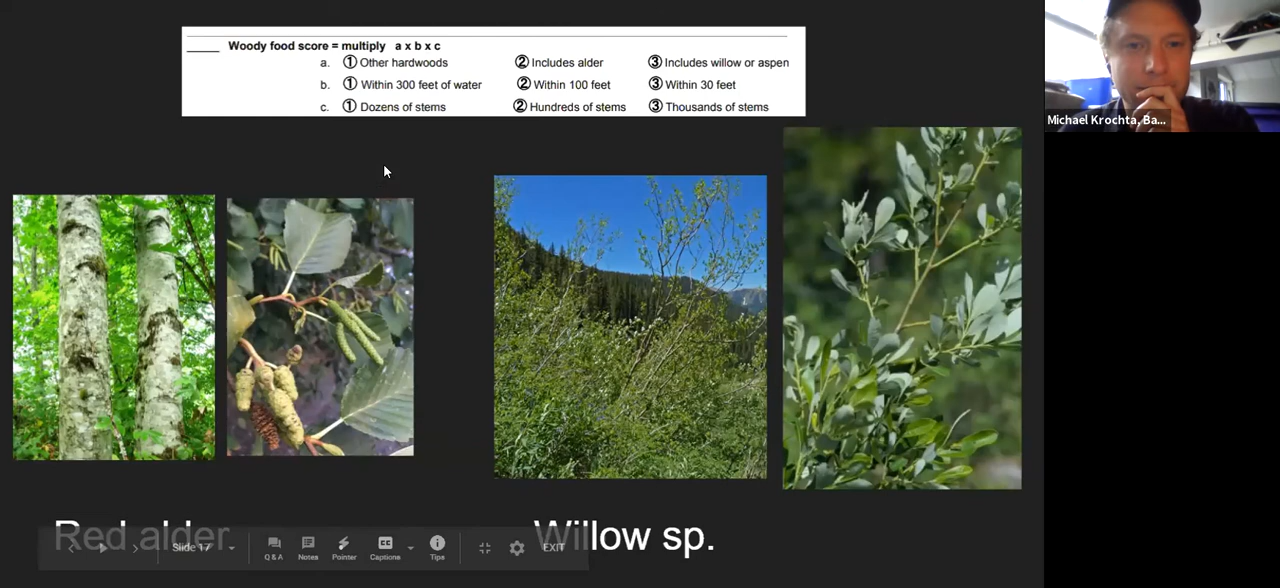 ____ Woody food score = multiply a x b x c
a. ① Other hardwoods ② Includes alder ③ Includes willow or aspen
b. ① Within 300 feet of water ② Within 100 feet ③ Within 30 feet
c. ① Dozens of stems ② Hundreds of stems ③ Thousands of stems
Michael Krochta, Ba...
Red alder Willow sp.
Slide 17 Q & A Notes Pointer Captions Tips EXIT